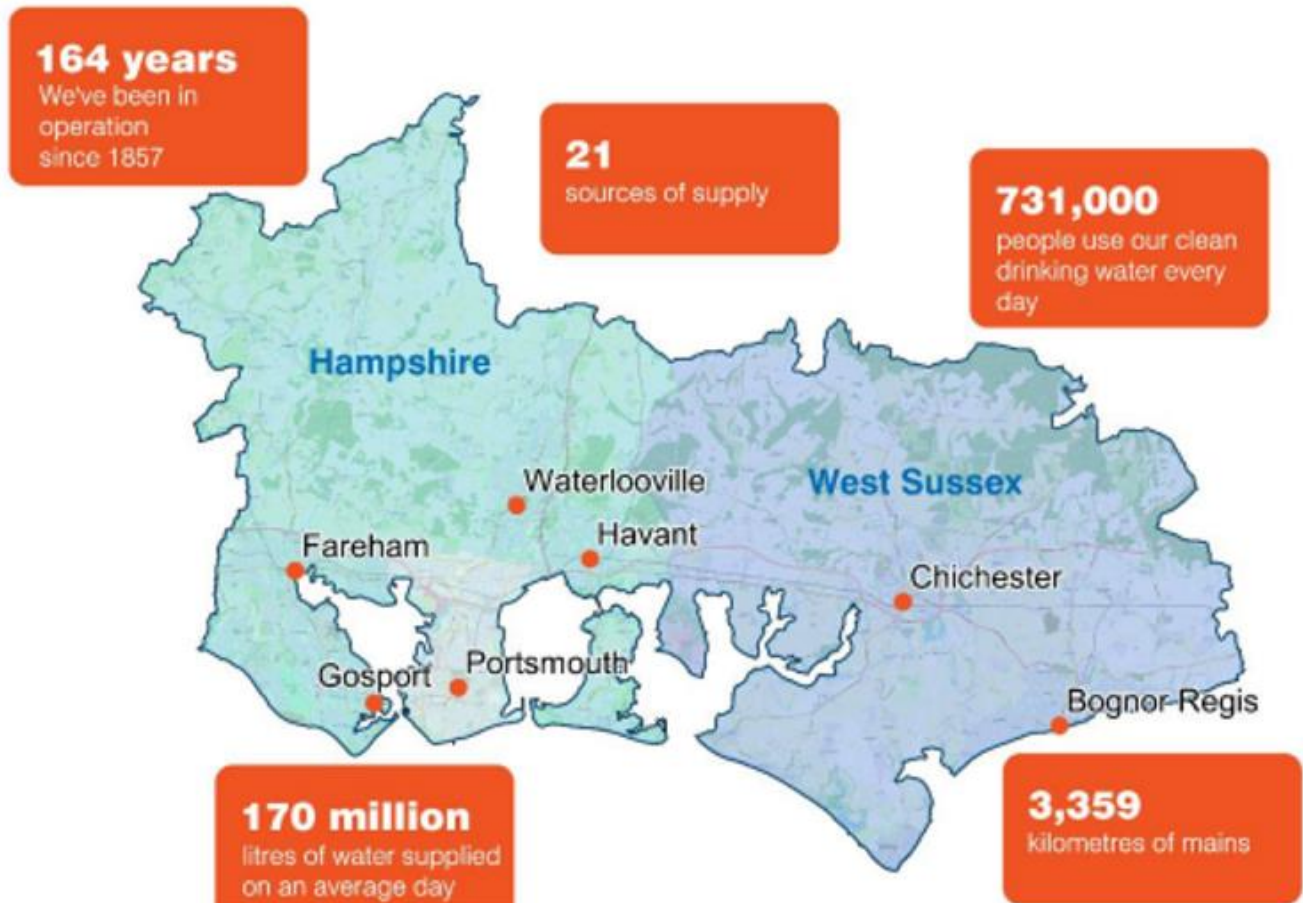 164 years
We've been in
operation
since 1857
21
sources of supply
731,000
people use our clean
drinking water every
day
Hampshire
West Sussex
Waterlooville
Havant
Fareham
Chichester
Gosport
Portsmouth
Bognor Regis
170 million
litres of water supplied
on an average day
3,359
kilometres of mains